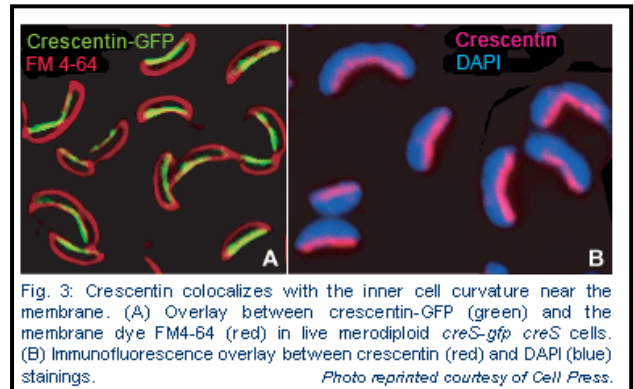 Crescentin-GFP
FM 4-64
A
Crescentin
DAPI
B
Fig. 3: Crescentin colocalizes with the inner cell curvature near the
membrane. (A) Overlay between crescentin-GFP (green) and the
membrane dye FM4-64 (red) in live merodiploid creS-gfp creS cells.
(B) Immunofluorescence overlay between crescentin (red) and DAPI (blue)
stainings.
Photo reprinted courtesy of Cell Press.